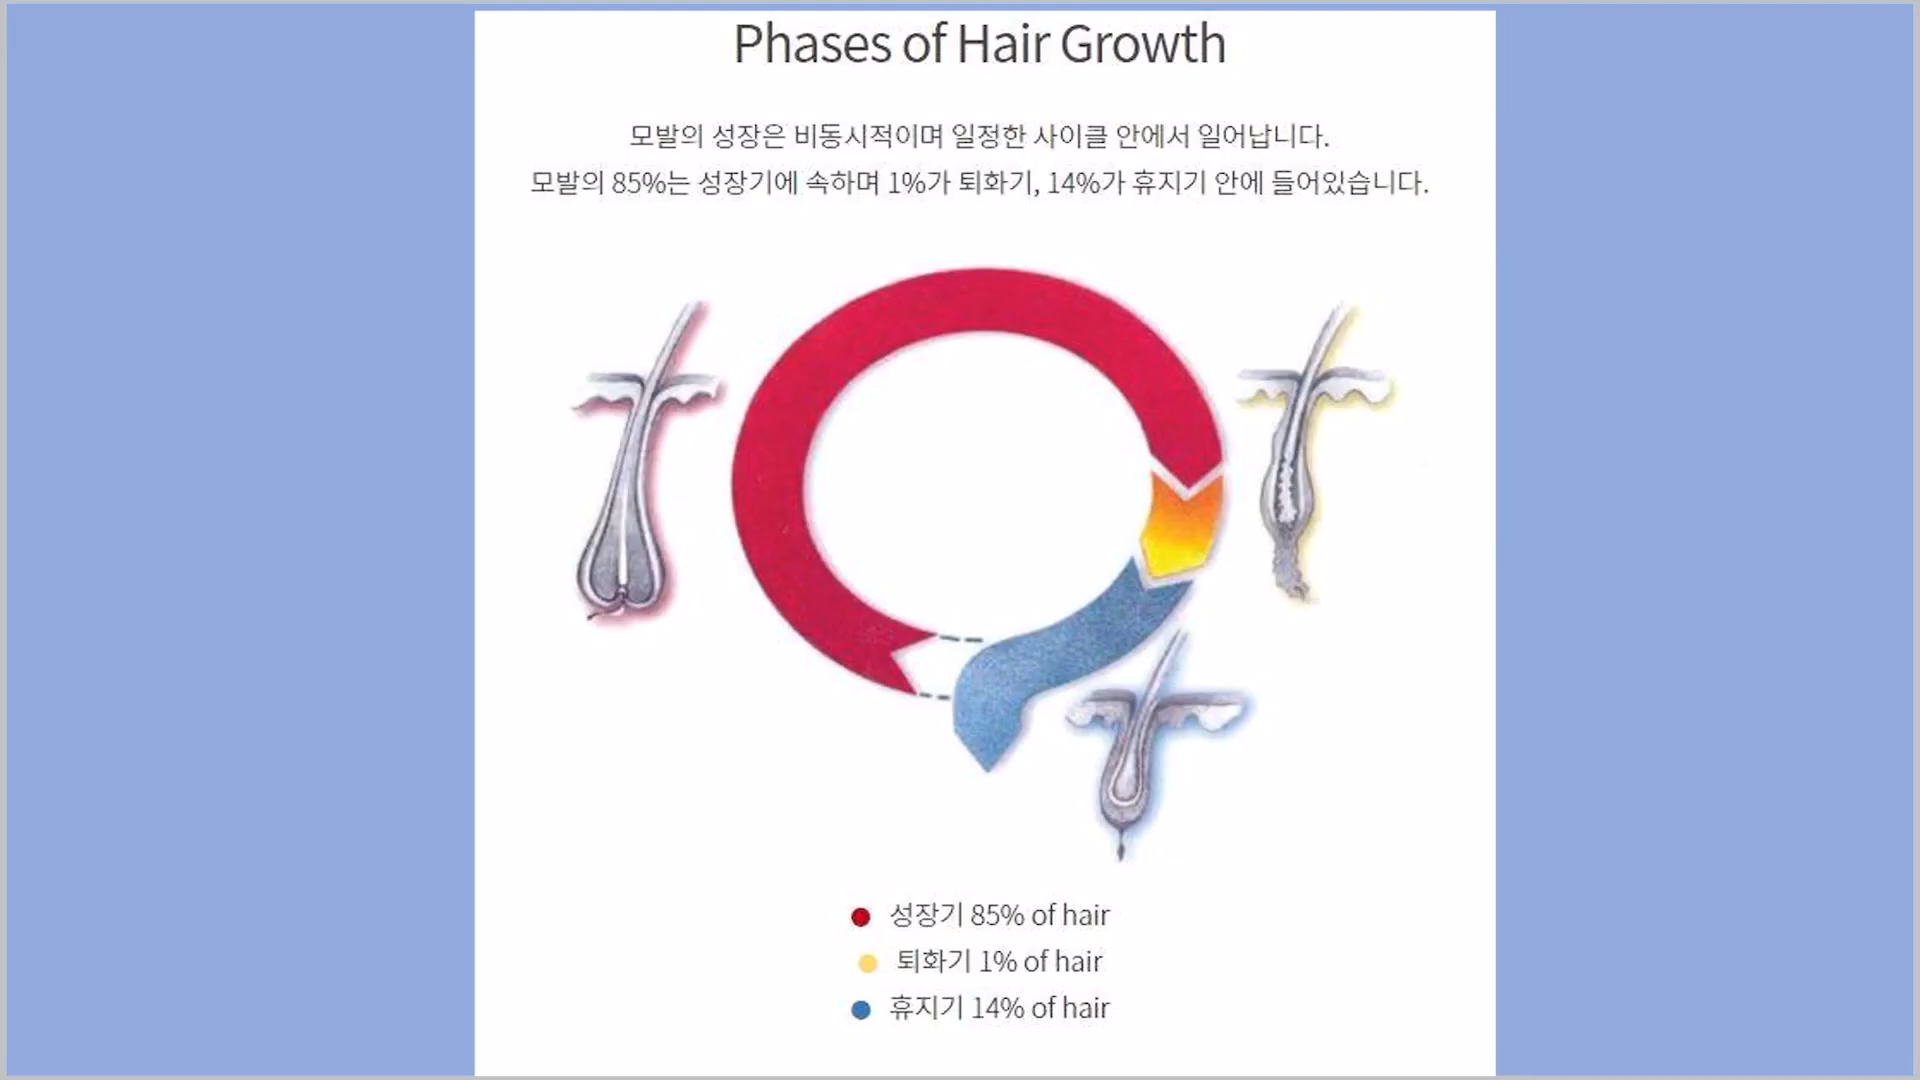 Phases of Hair Growth
모발의 성장은 비동시적이며 일정한 사이클 안에서 일어납니다.
모발의 85%는 성장기에 속하며 1%가 퇴화기, 14%가 휴지기 안에 들어있습니다.
성장기 85% of hair
퇴화기 1% of hair
휴지기 14% of hair